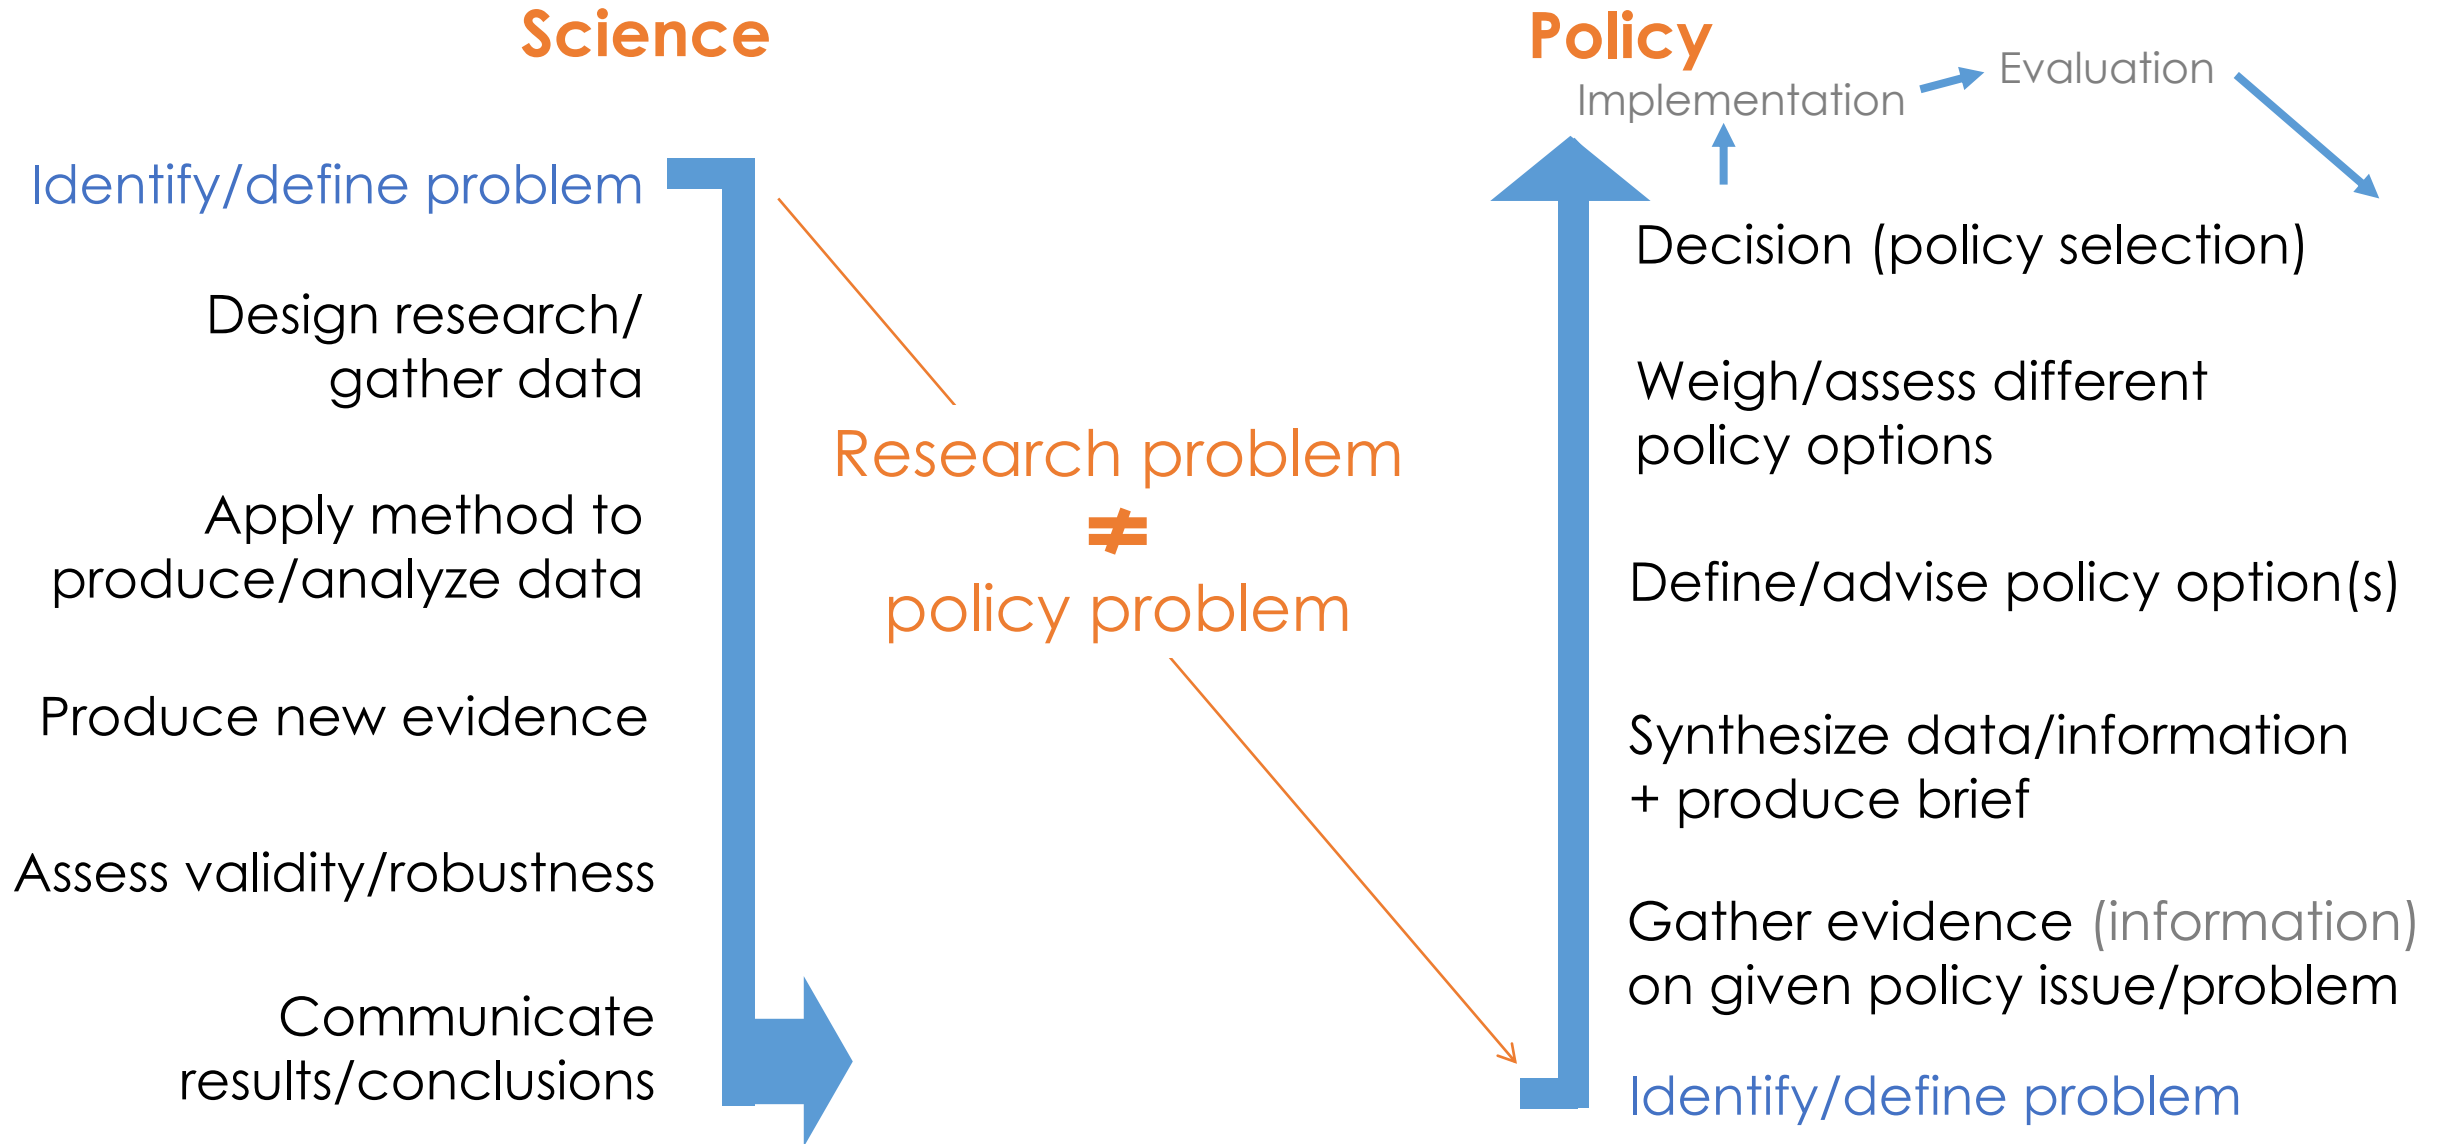 Science
Identify/define problem
Design research/
gather data
Apply method to
produce/analyze data
Produce new evidence
Assess validity/robustness
Communicate
results/conclusions
Research problem
≠
policy problem
Policy
Implementation
Evaluation
Decision (policy selection)
Weigh/assess different
policy options
Define/advise policy option(s)
Synthesize data/information
+ produce brief
Gather evidence (information)
on given policy issue/problem
Identify/define problem